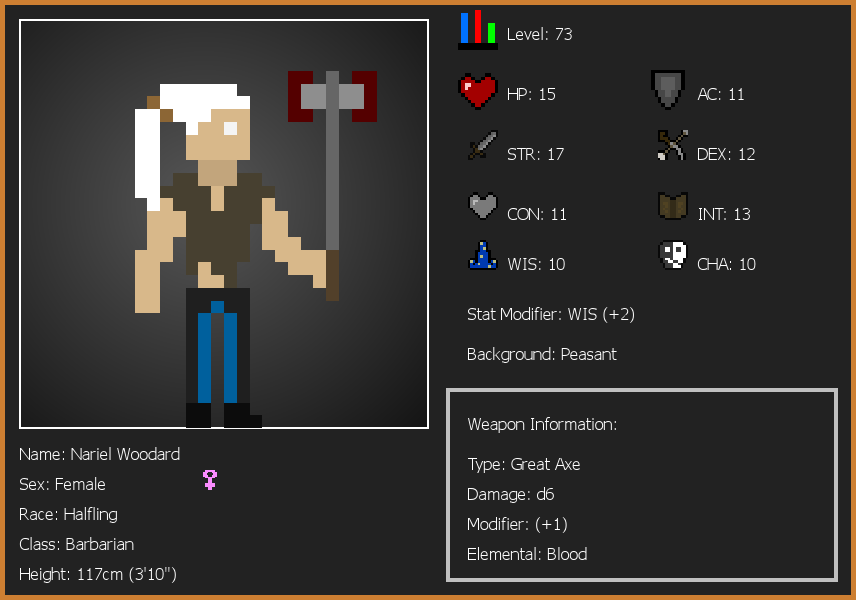 Level: 73
HP: 15
AC: 11
STR: 17
DEX: 12
CON: 11
INT: 13
WIS: 10
CHA: 10
Stat Modifier: WIS (+2)
Background: Peasant
Weapon Information:
Type: Great Axe
Damage: d6
Modifier: (+1)
Elemental: Blood
Name: Nariel Woodard
Sex: Female
Race: Halfling
Class: Barbarian
Height: 117cm (3'10")